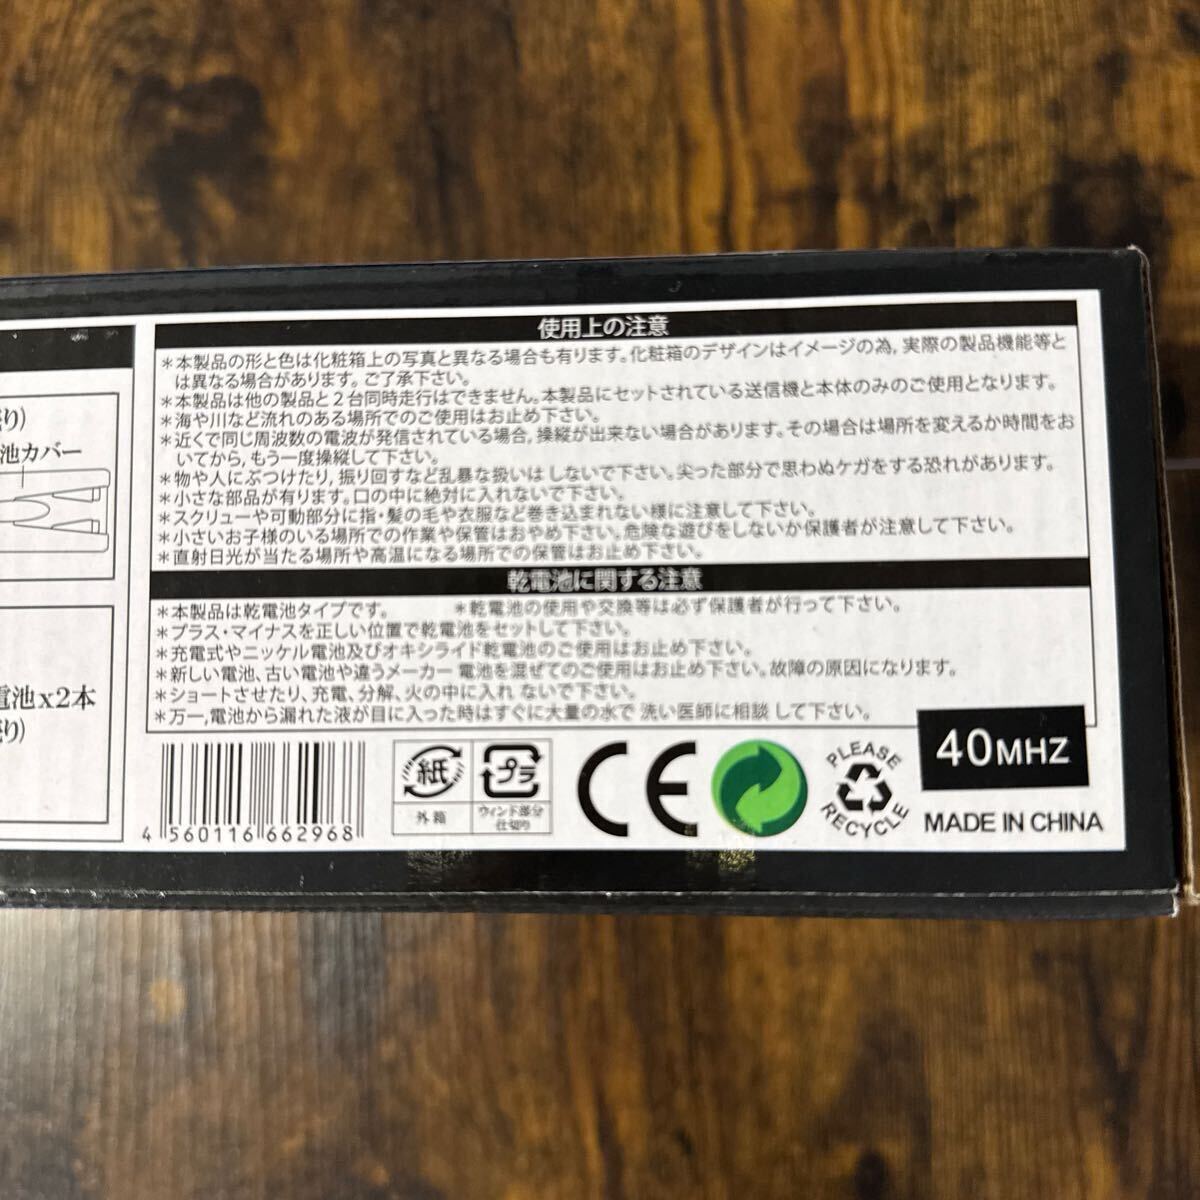 使用上の注意
*本製品の形と色は化粧箱上の写真と異なる場合も有ります。化粧箱のデザインはイメージの為,実際の製品機能等と
は異なる場合があります。ご了承下さい。
*本製品は他の製品と2台同時走行はできません。本製品にセットされている送信機と本体のみのご使用となります。
*海や川など流れのある場所でのご使用はお止め下さい。
*近くで同じ周波数の電波が発信されている場合,操縦が出来ない場合があります。その場合は場所を変えるか時間をお
いてから,もう一度操縦して下さい。
*物や人にぶつけたり,振り回すなど乱暴な扱いは しないで下さい。尖った部分で思わぬケガをする恐れがあります。
*小さな部品が有ります。口の中に絶対に入れないで下さい。
*スクリューや可動部分に指・髪の毛や衣服など巻き込まれない様に注意して下さい。
*小さいお子様のいる場所での作業や保管はおやめ下さい。危険な遊びをしないか保護者が注意して下さい。
*直射日光が当たる場所や高温になる場所での保管はお止め下さい。
乾電池に関する注意
*本製品は乾電池タイプです。 *乾電池の使用や交換等は必ず保護者が行って下さい。
*プラス・マイナスを正しい位置で乾電池をセットして下さい。
*充電式やニッケル電池及びオキシライド乾電池のご使用はお止め下さい。
*新しい電池、古い電池や違うメーカー 電池を混ぜてのご使用はお止め下さい。故障の原因になります。
*ショートさせたり、充電、分解、火の中に入れ ないで下さい。
*万一,電池から漏れた液が目に入った時はすぐに大量の水で 洗い医師に相談 して下さい。
池カバー
電池x2本
4 560116 662968
紙
外箱
プラ
ウィンド部分
仕切り
CE
PLEASE
RECYCLE
40MHZ
MADE IN CHINA